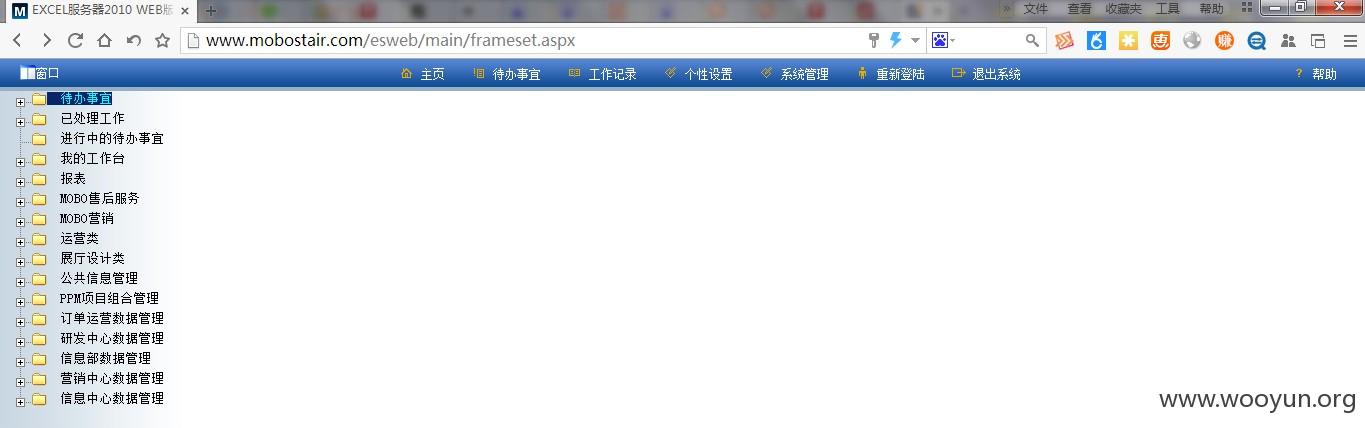 EXCEL服务器2010 WEB版
文件 查看 收藏夹 工具 帮助
www.mobostair.com/esweb/main/frameset.aspx
窗口 主页 待办事宜 工作记录 个性设置 系统管理 重新登陆 退出系统 ? 帮助
待办事宜
已处理工作
进行中的待办事宜
我的工作台
报表
MOBO售后服务
MOBO营销
运营类
展厅设计类
公共信息管理
PPM项目组合管理
订单运营数据管理
研发中心数据管理
信息部数据管理
营销中心数据管理
信息中心数据管理
www.wooyun.org